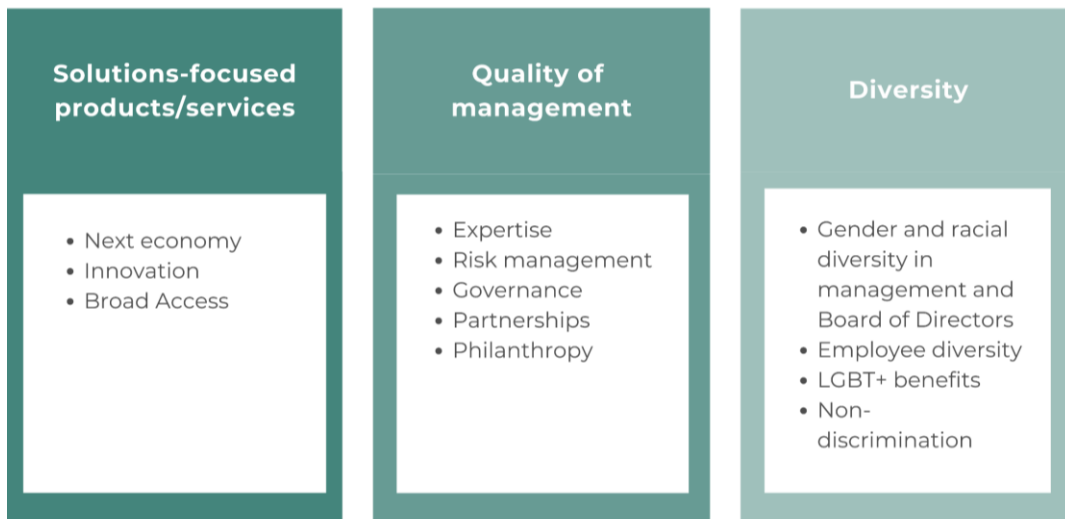 Solutions-focused
products/services
• Next economy
• Innovation
• Broad Access
Quality of
management
• Expertise
• Risk management
• Governance
• Partnerships
• Philanthropy
Diversity
• Gender and racial
diversity in
management and
Board of Directors
• Employee diversity
• LGBT+ benefits
• Non-
discrimination